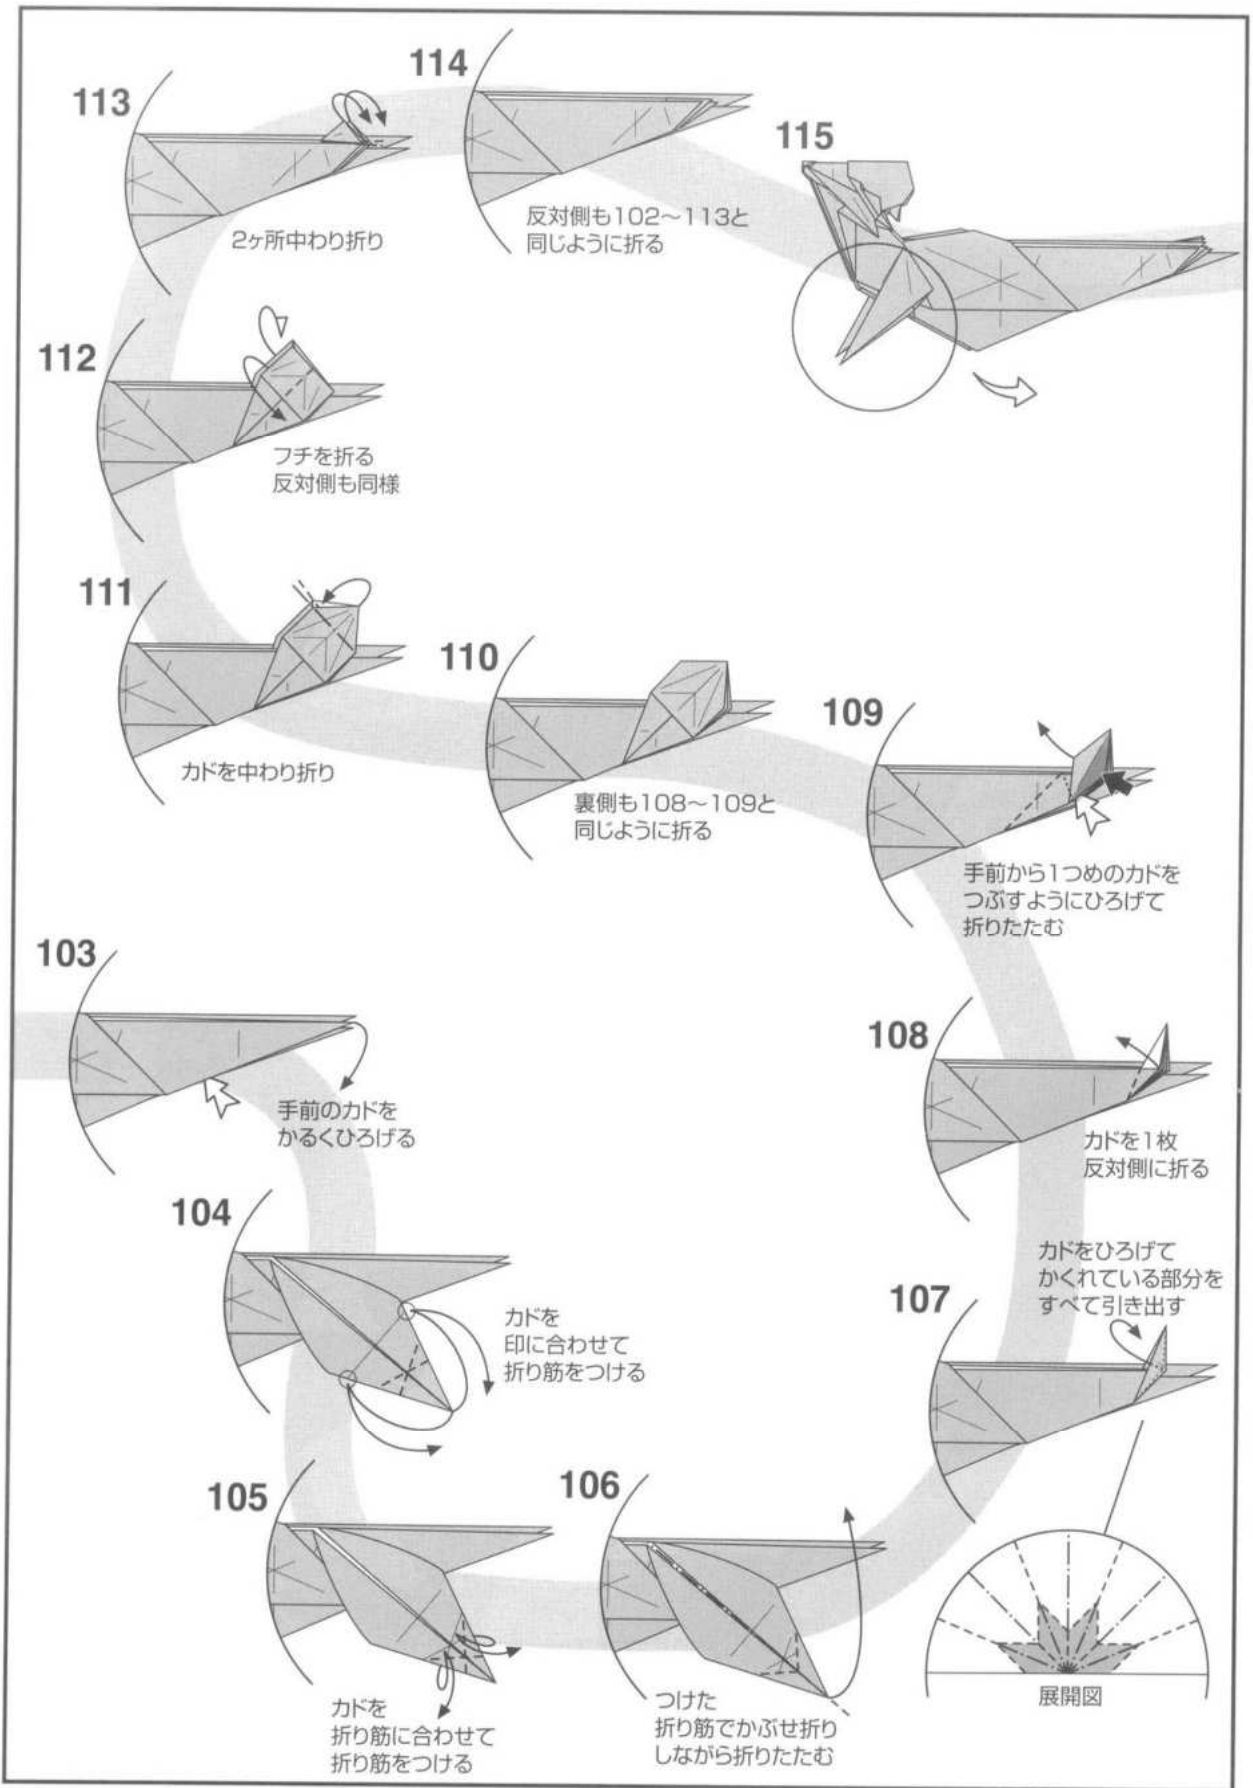 103
手前のカドを
かるくひろげる
104
カドを
印に合わせて
折り筋をつける
105
カドを
折り筋に合わせて
折り筋をつける
106
つけた
折り筋でかぶせ折り
しながら折りたたむ
107
カドをひろげて
かくれている部分を
すべて引き出す
展開図
108
カドを1枚
反対側に折る
109
手前から1つめのカドを
つぶすようにひろげて
折りたたむ
110
裏側も108〜109と
同じように折る
111
カドを中わり折り
112
フチを折る
反対側も同様
113
2ヶ所中わり折り
114
反対側も102〜113と
同じように折る
115